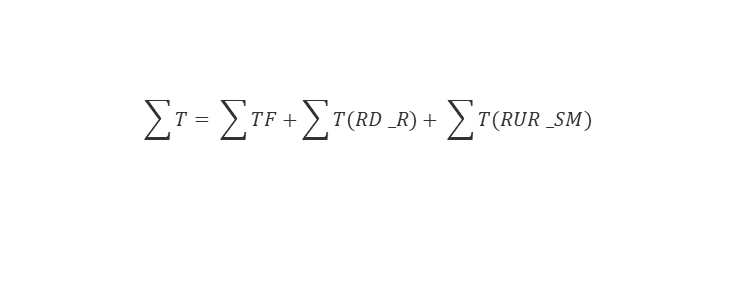 ∑T = ∑TF + ∑T(RD _R) + ∑T(RUR _SM)